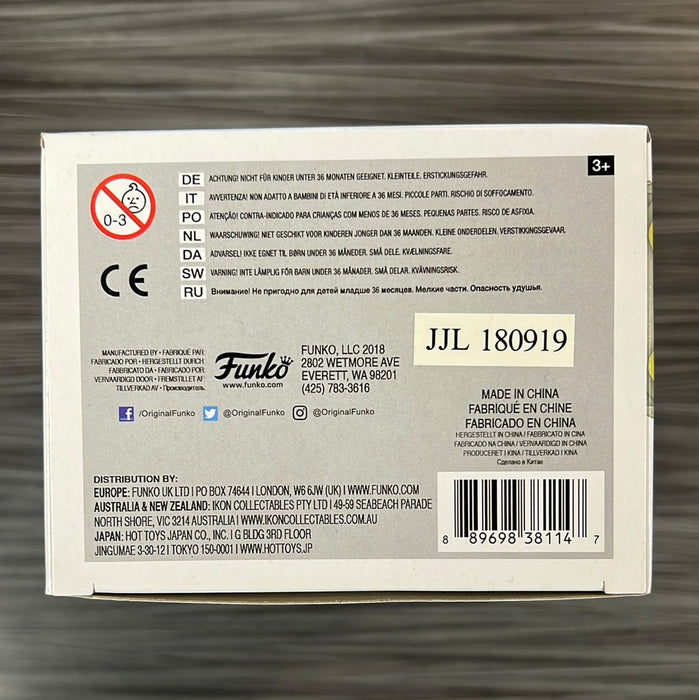 3+
0-3
DE ACHTUNG! NICHT FÜR KINDER UNTER 36 MONATEN GEEIGNET. KLEINTEILE. ERSTICKUNGSGEFAHR.
IT AVVERTENZA! NON ADATTO A BAMBINI DI ETÀ INFERIORE A 36 MESI. PICCOLE PARTI. RISCHIO DI SOFFOCAMENTO.
PO ATENÇÃO! CONTRA-INDICADO PARA CRIANÇAS COM MENOS DE 36 MESES. PEQUENAS PARTES. RISCO DE ASFIXIA.
NL WAARSCHUWING! NIET GESCHIKT VOOR KINDEREN JONGER DAN 36 MAANDEN. KLEINE ONDERDELEN. VERSTIKKINGSGEVAAR.
DA ADVARSEL! IKKE EGNET TIL BØRN UNDER 36 MÅNEDER. SMÅ DELE. KVÆLNINGSFARE.
SW VARNING! INTE LÄMPLIG FÖR BARN UNDER 36 MÅNADER. SMÅ DELAR. KVÄVNINGSRISK.
RU Внимание! Не пригодно для детей младше 36 месяцев. Мелкие части. Опасность удушья.
CE
JJL 180919
MANUFACTURED BY • FABRIQUÉ PAR:
FABRICADO POR • HERGESTELLT DURCH:
FABBRICATO DA • FABRICADO POR:
VERVAARDIGD DOOR • FREMSTILLET AF:
TILLVERKAD AV • Производитель:
Funko
www.funko.com
FUNKO, LLC 2018
2802 WETMORE AVE
EVERETT, WA 98201
(425) 783-3616
/OriginalFunko @OriginalFunko @OriginalFunko
MADE IN CHINA
FABRIQUÉ EN CHINE
FABRICADO EN CHINA
HERGESTELLT IN CHINA / FABBRICATO IN CINA
FABRICADO NA CHINA / VERVAARDIGD IN CHINA
PRODUCERET I KINA / TILLVERKAD I KINA
Сделано в Китае
DISTRIBUTION BY:
EUROPE: FUNKO UK LTD I PO BOX 74644 I LONDON, W6 6JW (UK) I WWW.FUNKO.COM
AUSTRALIA & NEW ZEALAND: IKON COLLECTABLES PTY LTD I 49-59 SEABEACH PARADE
NORTH SHORE, VIC 3214 AUSTRALIA I WWW.IKONCOLLECTABLES.COM.AU
JAPAN: HOT TOYS JAPAN CO., INC. I G BLDG 3RD FLOOR
JINGUMAE 3-30-12 I TOKYO 150-0001 I WWW.HOTTOYS.JP
8 89698 38114 7